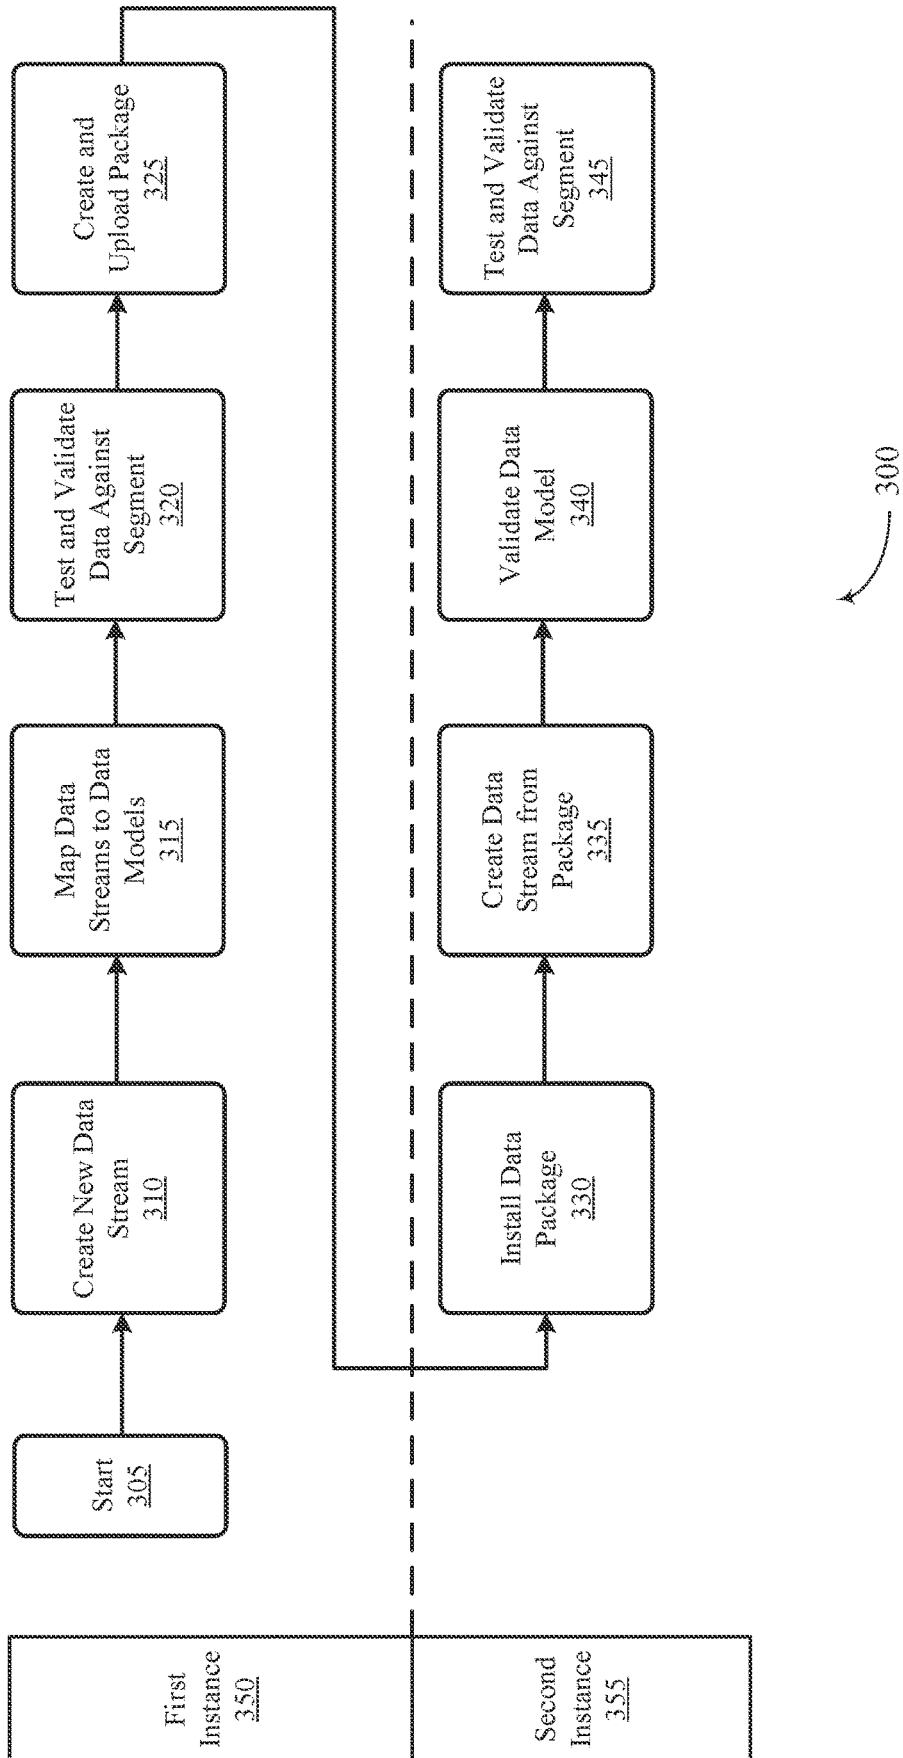 First
Instance
350
Start
305
Create New Data
Stream
310
Map Data
Streams to Data
Models
315
Test and Validate
Data Against
Segment
320
Create and
Upload Package
325
Second
Instance
355
Install Data
Package
330
Create Data
Stream from
Package
335
Validate Data
Model
340
Test and Validate
Data Against
Segment
345
300